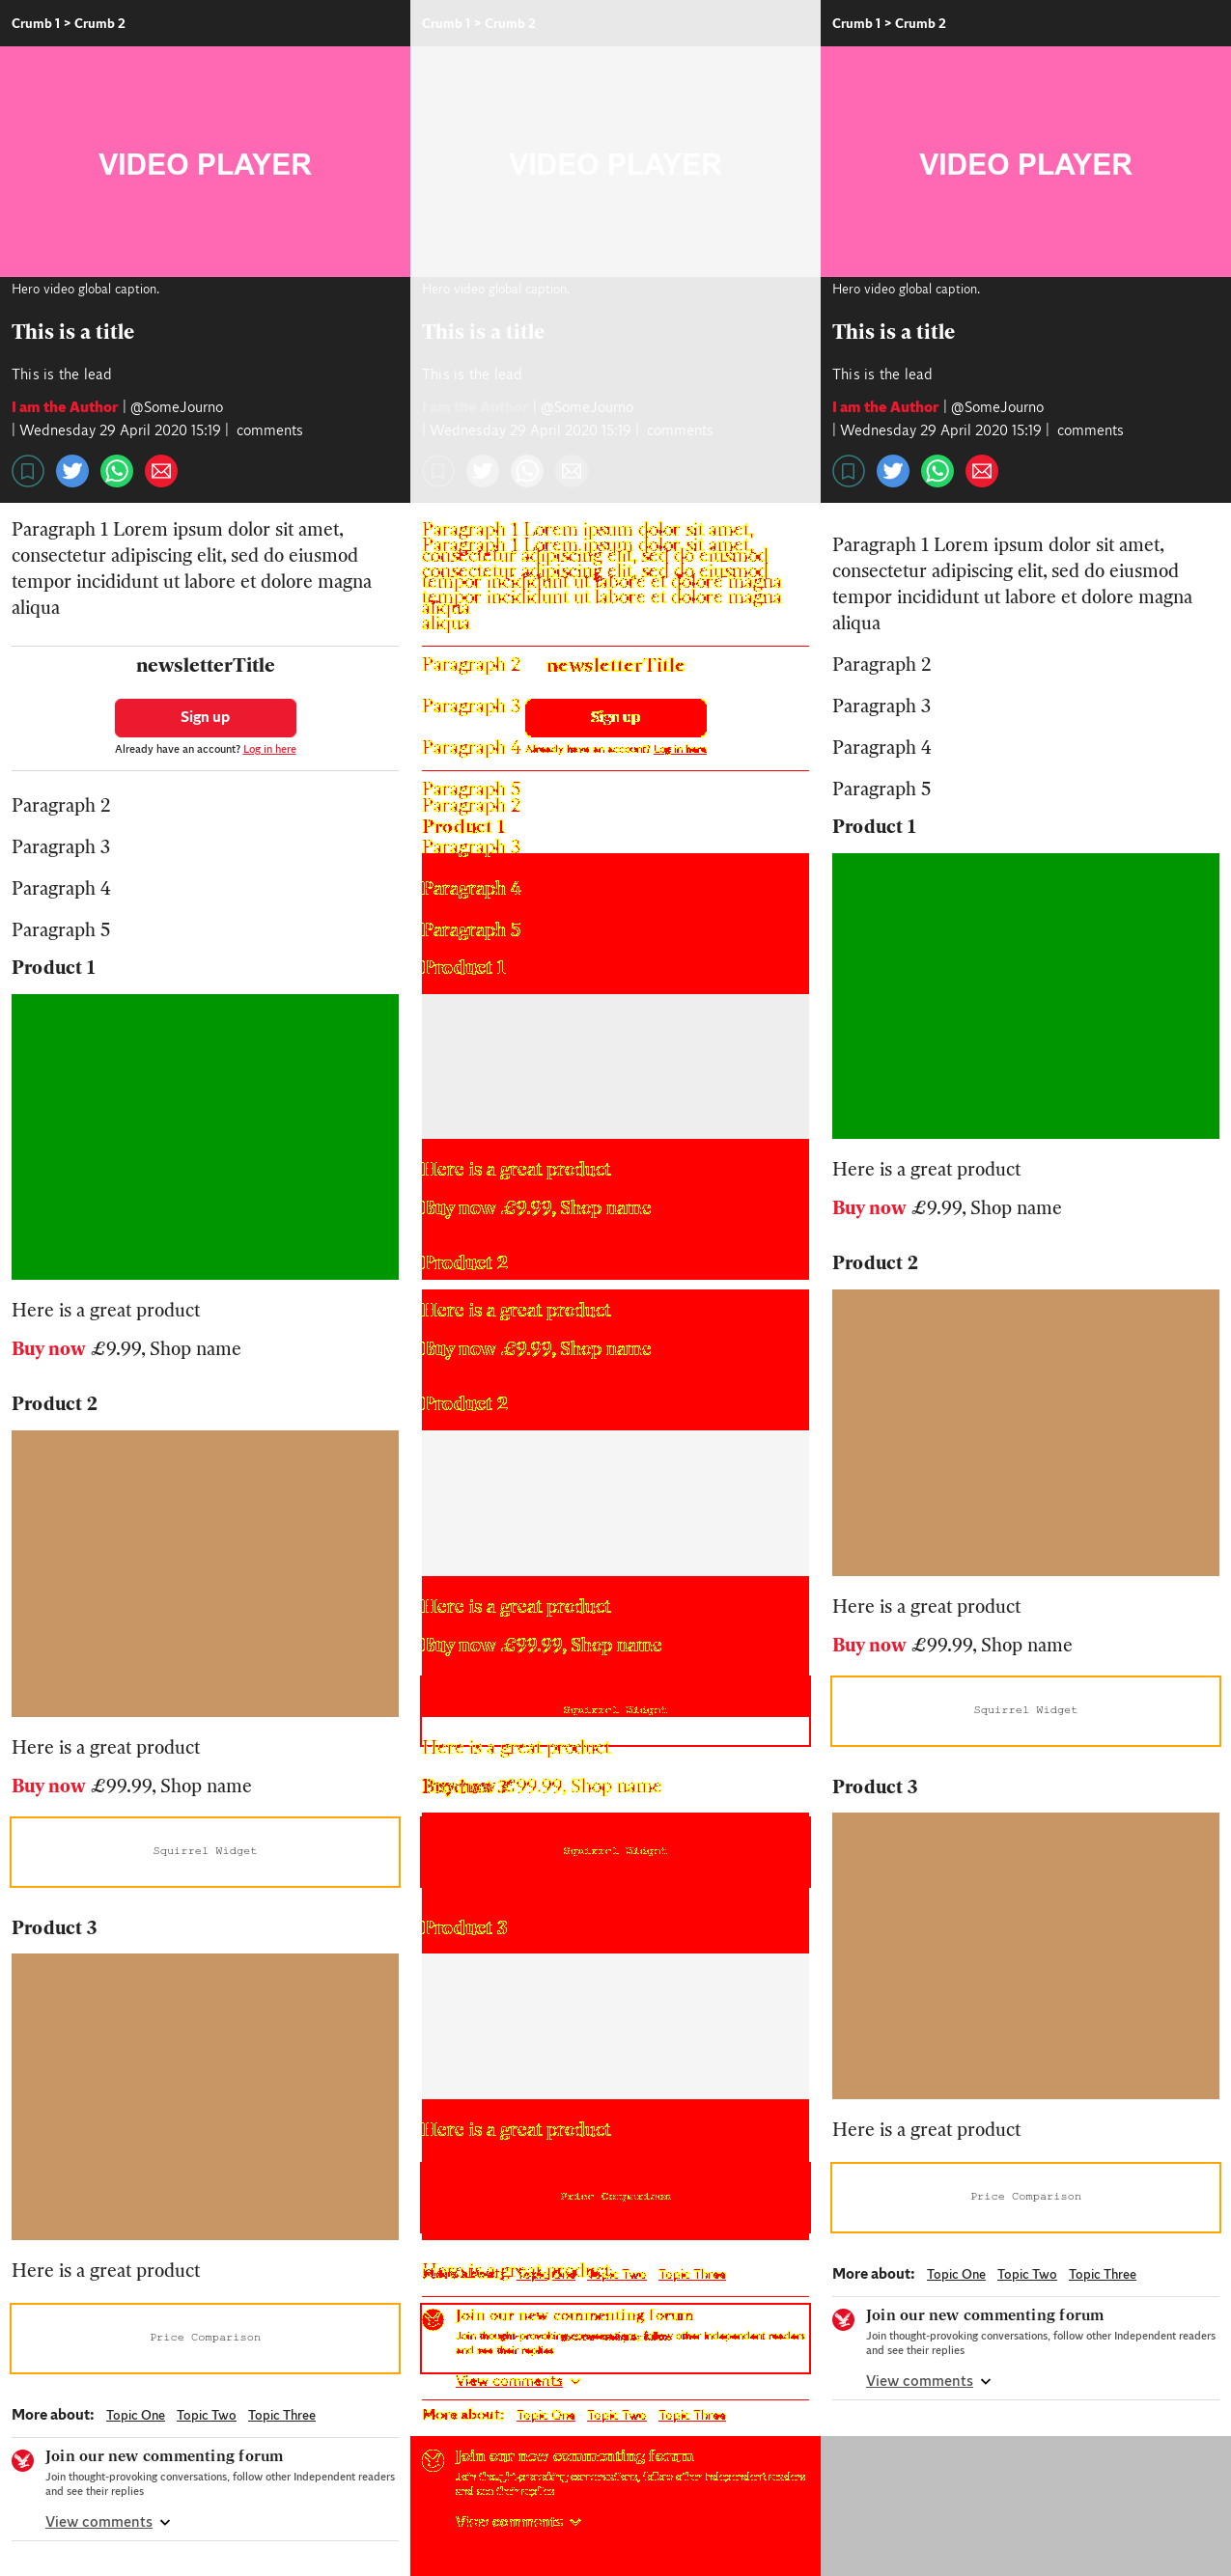 Crumb 1 > Crumb 2
VIDEO PLAYER
Hero video global caption.
This is a title
This is the lead
I am the Author | @SomeJourno
| Wednesday 29 April 2020 15:19 | comments
Paragraph 1 Lorem ipsum dolor sit amet,
consectetur adipiscing elit, sed do eiusmod
tempor incididunt ut labore et dolore magna
aliqua
newsletterTitle
Sign up
Already have an account? Log in here
Paragraph 2
Paragraph 3
Paragraph 4
Paragraph 5
Product 1
Here is a great product
Buy now £9.99, Shop name
Product 2
Here is a great product
Buy now £99.99, Shop name
Squirrel Widget
Product 3
Here is a great product
Price Comparison
More about: Topic One Topic Two Topic Three
Join our new commenting forum
Join thought-provoking conversations, follow other Independent readers
and see their replies
View comments
Crumb 1 > Crumb 2
VIDEO PLAYER
Hero video global caption.
This is a title
This is the lead
I am the Author | @SomeJourno
| Wednesday 29 April 2020 15:19 | comments
Paragraph 1 Lorem ipsum dolor sit amet,
Paragraph 1 Lorem ipsum dolor sit amet,
consectetur adipiscing elit, sed do eiusmod
consectetur adipiscing elit, sed do eiusmod
tempor incididunt ut labore et dolore magna
tempor incididunt ut labore et dolore magna
aliqua
aliqua
Paragraph 2 newsletterTitle
Paragraph 3 Sign up
Paragraph 4 Already have an account? Log in here
Paragraph 5
Paragraph 2
Product 1
Paragraph 3
Paragraph 4
Paragraph 5
Product 1
Here is a great product
Buy now £9.99, Shop name
Product 2
Here is a great product
Buy now £9.99, Shop name
Product 2
Here is a great product
Buy now £99.99, Shop name
Squirrel Widget
Here is a great product
£99.99, Shop name
Squirrel Widget
Product 3
Here is a great product
Price Comparison
Here is a great product
Topic One Topic Two Topic Three
Join our new commenting forum
Join thought-provoking conversations, follow other Independent readers
and see their replies
View comments
More about: Topic One Topic Two Topic Three
Join our new commenting forum
Join thought-provoking conversations, follow other Independent readers
and see their replies
View comments
Crumb 1 > Crumb 2
VIDEO PLAYER
Hero video global caption.
This is a title
This is the lead
I am the Author | @SomeJourno
| Wednesday 29 April 2020 15:19 | comments
Paragraph 1 Lorem ipsum dolor sit amet,
consectetur adipiscing elit, sed do eiusmod
tempor incididunt ut labore et dolore magna
aliqua
Paragraph 2
Paragraph 3
Paragraph 4
Paragraph 5
Product 1
Here is a great product
Buy now £9.99, Shop name
Product 2
Here is a great product
Buy now £99.99, Shop name
Squirrel Widget
Product 3
Here is a great product
Price Comparison
More about: Topic One Topic Two Topic Three
Join our new commenting forum
Join thought-provoking conversations, follow other Independent readers
and see their replies
View comments